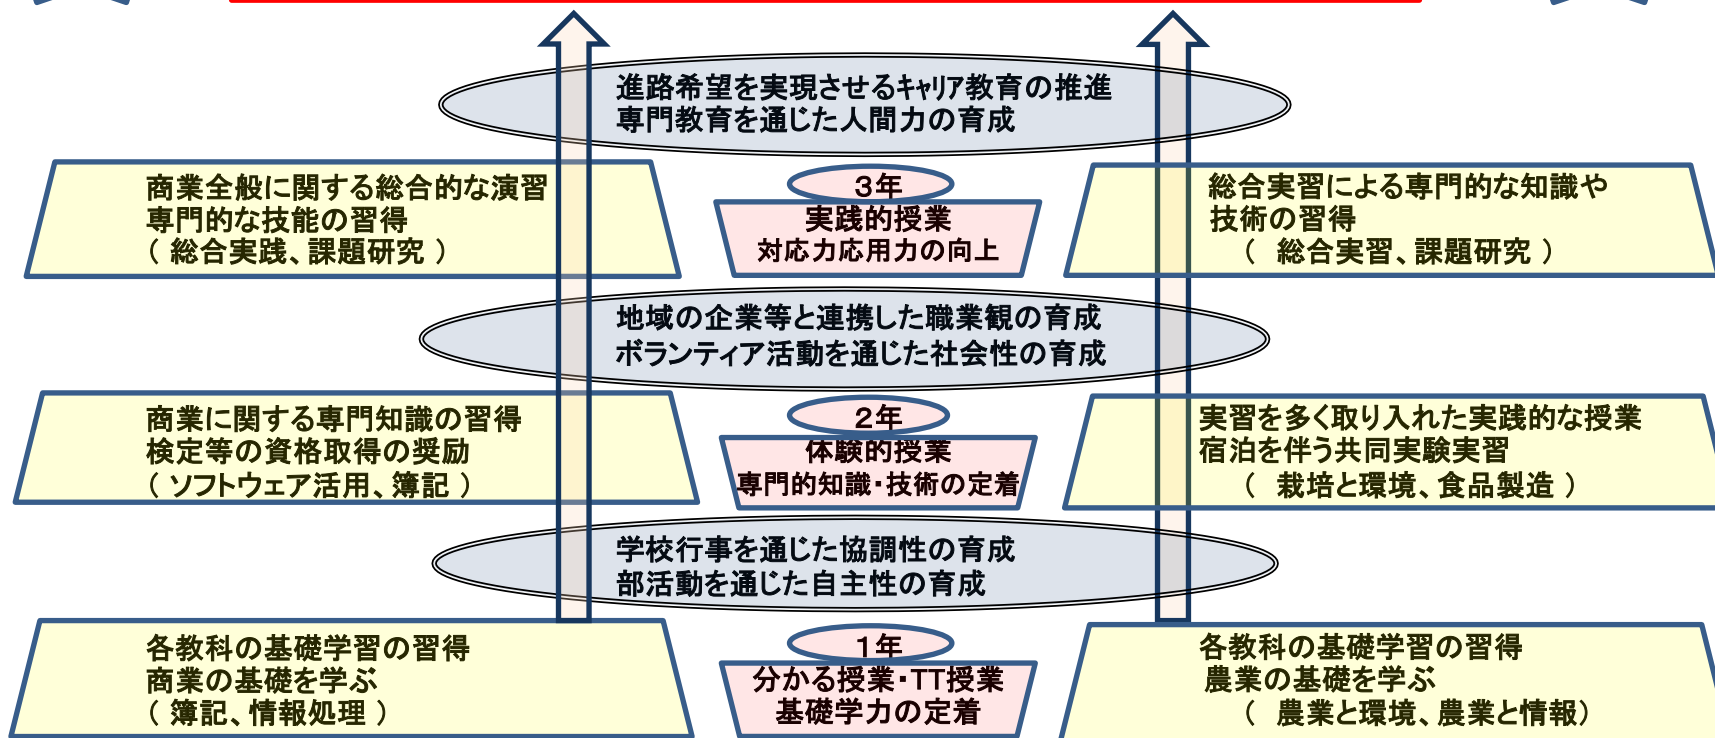 進路希望を実現させるキャリア教育の推進
専門教育を通じた人間力の育成
商業全般に関する総合的な演習
専門的な技能の習得
（ 総合実践、課題研究 ）
3年
実践的授業
対応力応用力の向上
総合実習による専門的な知識や
技術の習得
（ 総合実習、課題研究 ）
地域の企業等と連携した職業観の育成
ボランティア活動を通じた社会性の育成
商業に関する専門知識の習得
検定等の資格取得の奨励
（ ソフトウェア活用、簿記 ）
2年
体験的授業
専門的知識・技術の定着
実習を多く取り入れた実践的な授業
宿泊を伴う共同実験実習
（ 栽培と環境、食品製造 ）
学校行事を通じた協調性の育成
部活動を通じた自主性の育成
各教科の基礎学習の習得
商業の基礎を学ぶ
（ 簿記、情報処理 ）
1年
分かる授業・TT授業
基礎学力の定着
各教科の基礎学習の習得
農業の基礎を学ぶ
（ 農業と環境、農業と情報）